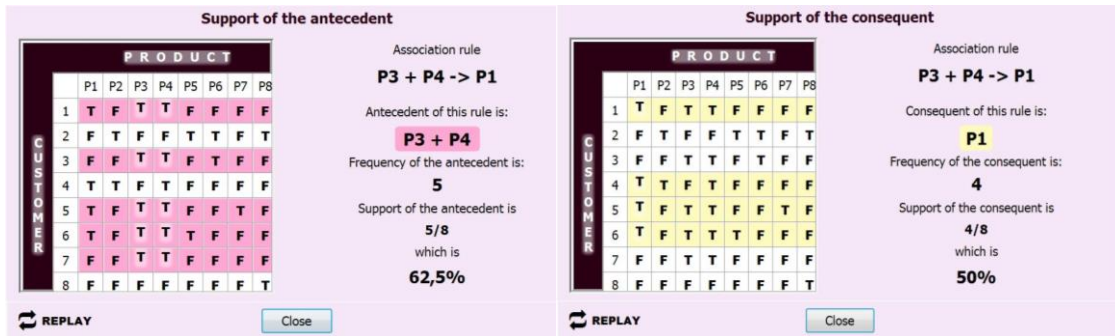 Support of the antecedent
PRODUCT
CUSTOMER
P1 P2 P3 P4 P5 P6 P7 P8
1 T F T T F F F F
2 F T F F T T F T
3 F F T T F T F F
4 T T F T F F F F
5 T F T T F F T F
6 T F T T T F F F
7 F F T T F F F F
8 F F F F F F F T
Association rule
P3 + P4 -> P1
Antecedent of this rule is:
P3 + P4
Frequency of the antecedent is:
5
Support of the antecedent is
5/8
which is
62,5%
REPLAY
Close
Support of the consequent
PRODUCT
CUSTOMER
P1 P2 P3 P4 P5 P6 P7 P8
1 T F T T F F F F
2 F T F F T T F T
3 F F T T F T F F
4 T T F T F F F F
5 T F T T F F T F
6 T F T T T F F F
7 F F T T F F F F
8 F F F F F F F T
Association rule
P3 + P4 -> P1
Consequent of this rule is:
P1
Frequency of the consequent is:
4
Support of the consequent is
4/8
which is
50%
REPLAY
Close